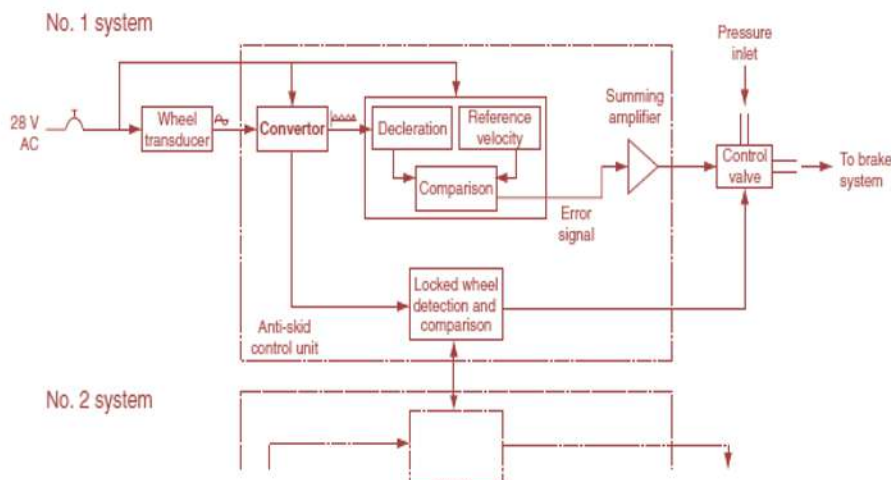 No. 1 system
Pressure
inlet
Summing
amplifier
28 V
AC
Wheel
transducer
Convertor
Decleration
Reference
velocity
Comparison
Control
valve
To brake
system
Error
signal
Locked wheel
detection and
comparison
Anti-skid
control unit
No. 2 system